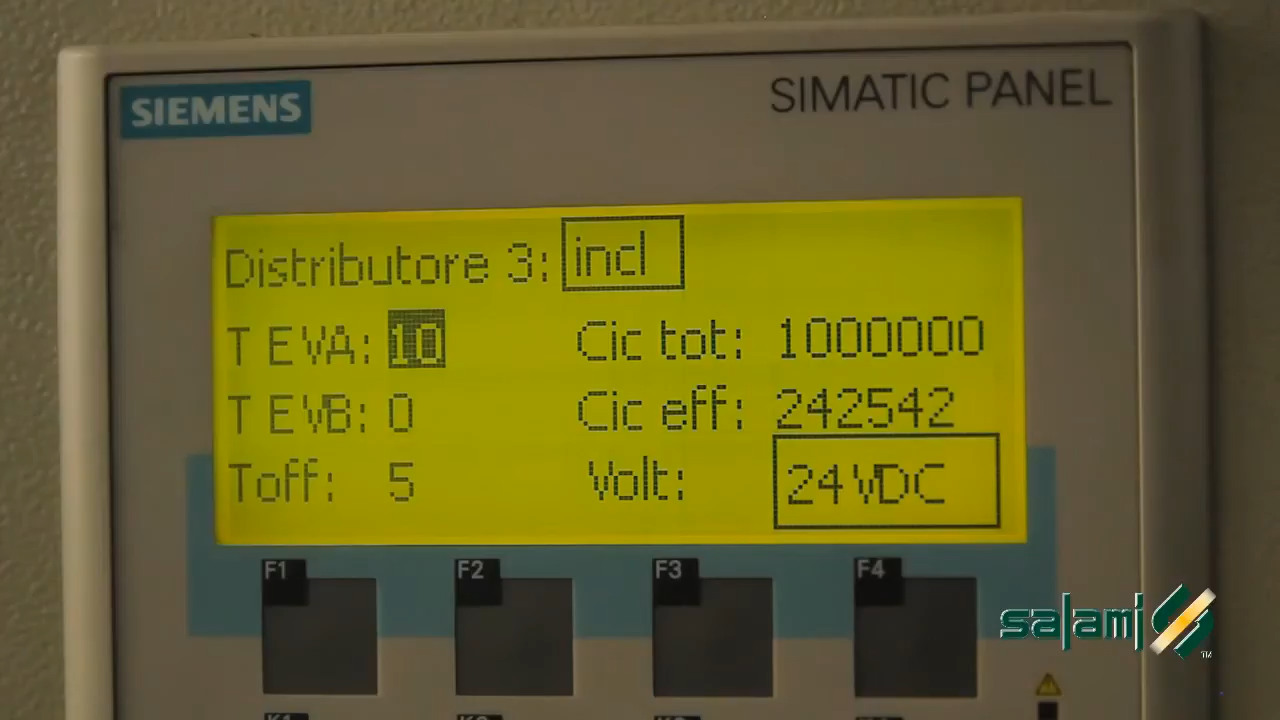 SIEMENS
SIMATIC PANEL
Distributore 3: incl
T EVA: 10 Cic tot: 1000000
T EVB: 0 Cic eff: 242542
Toff: 5 Volt: 24VDC
F1 F2 F3 F4
salami
TM